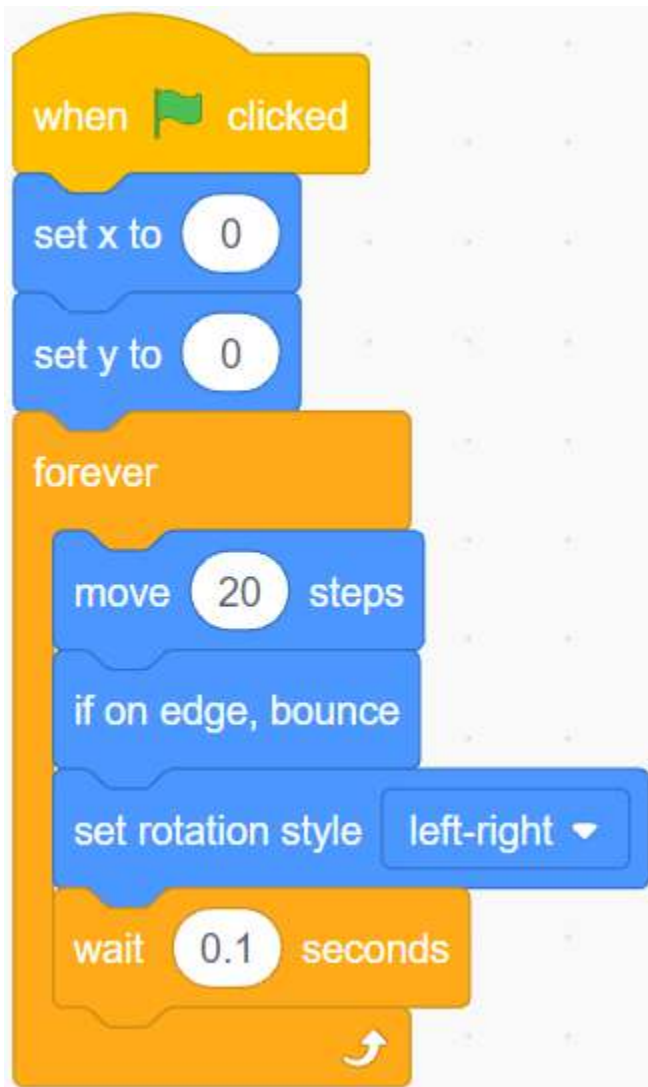 when clicked
set x to 0
set y to 0
forever
move 20 steps
if on edge, bounce
set rotation style left-right
wait 0.1 seconds